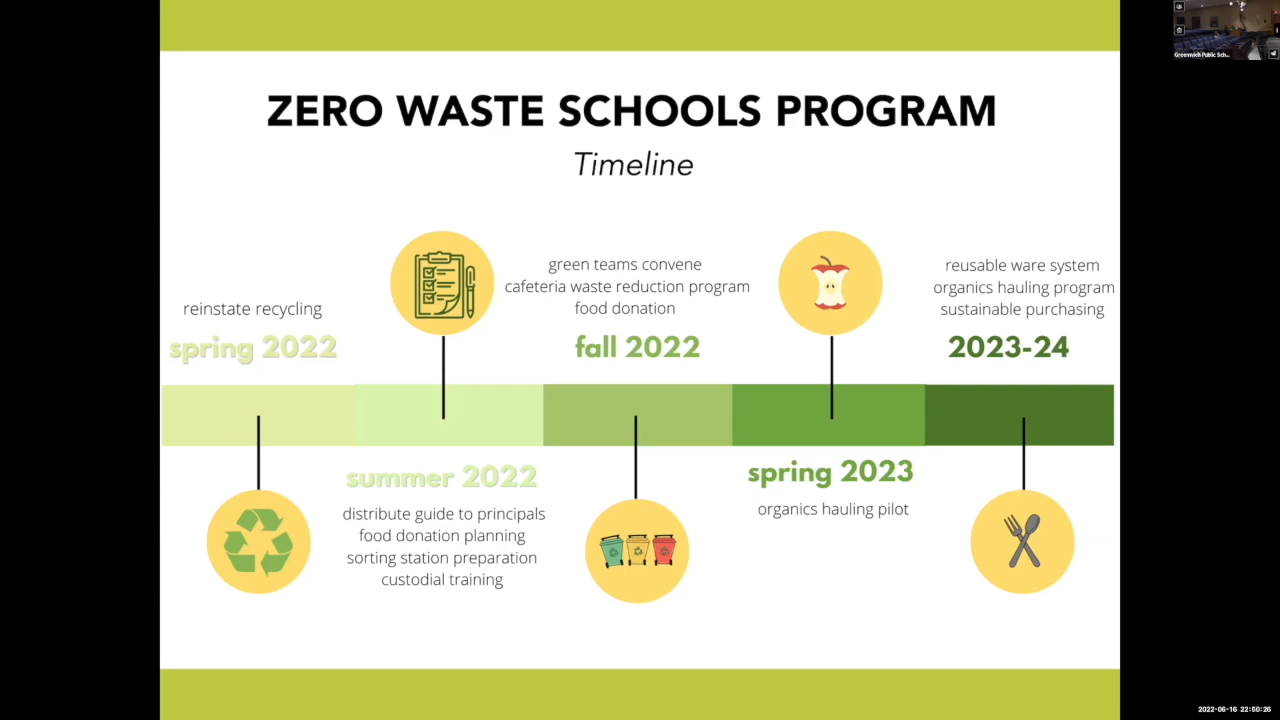 Greenwich Public Sch...
ZERO WASTE SCHOOLS PROGRAM
Timeline
reinstate recycling
spring 2022
summer 2022
distribute guide to principals
food donation planning
sorting station preparation
custodial training
green teams convene
cafeteria waste reduction program
food donation
fall 2022
spring 2023
organics hauling pilot
reusable ware system
organics hauling program
sustainable purchasing
2023-24
2022-06-16 22:50:26